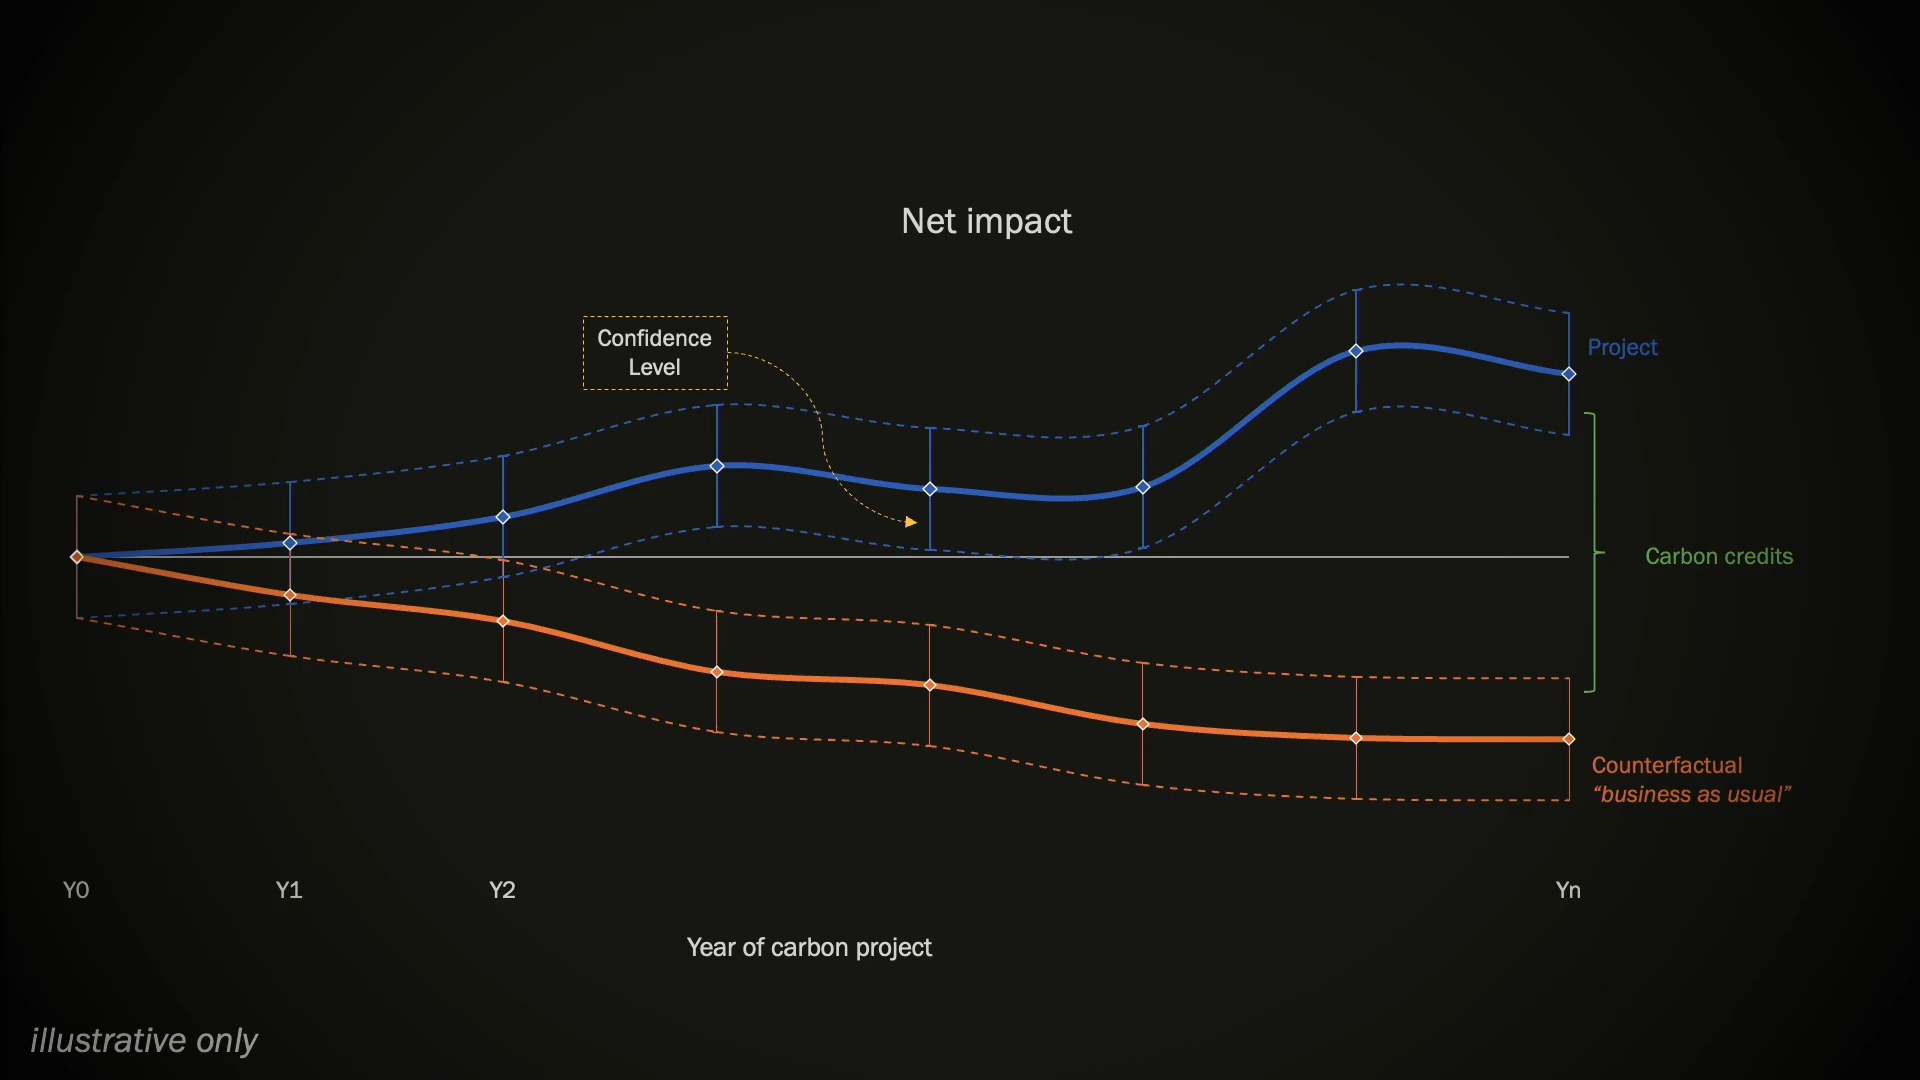 Net impact
Confidence
Level
Project
Carbon credits
Counterfactual
“business as usual”
Y0
Y1
Y2
Yn
Year of carbon project
illustrative only